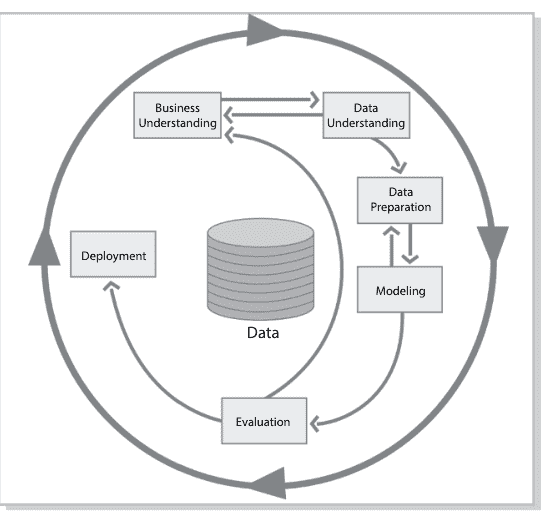 Business
Understanding
Data
Understanding
Data
Preparation
Deployment
Modeling
Data
Evaluation